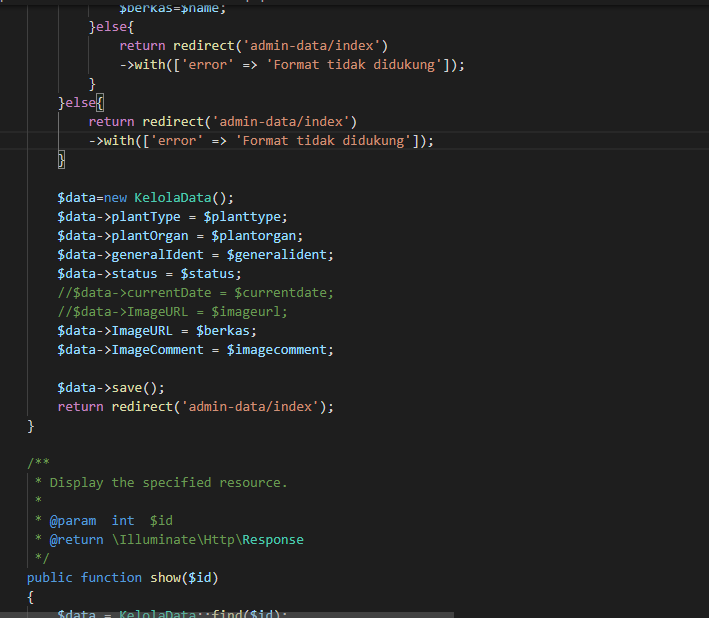 $berkas=$name;
}else{
return redirect('admin-data/index')
->with(['error' => 'Format tidak didukung']);
}
}else{
return redirect('admin-data/index')
->with(['error' => 'Format tidak didukung']);
}
$data=new KelolaData();
$data->plantType = $planttype;
$data->plantOrgan = $plantorgan;
$data->generalIdent = $generalident;
$data->status = $status;
//$data->currentDate = $currentdate;
//$data->ImageURL = $imageurl;
$data->ImageURL = $berkas;
$data->ImageComment = $imagecomment;
$data->save();
return redirect('admin-data/index');
}
/**
* Display the specified resource.
*
* @param  int  $id
* @return \Illuminate\Http\Response
*/
public function show($id)
{
$data = KelolaData::find($id);